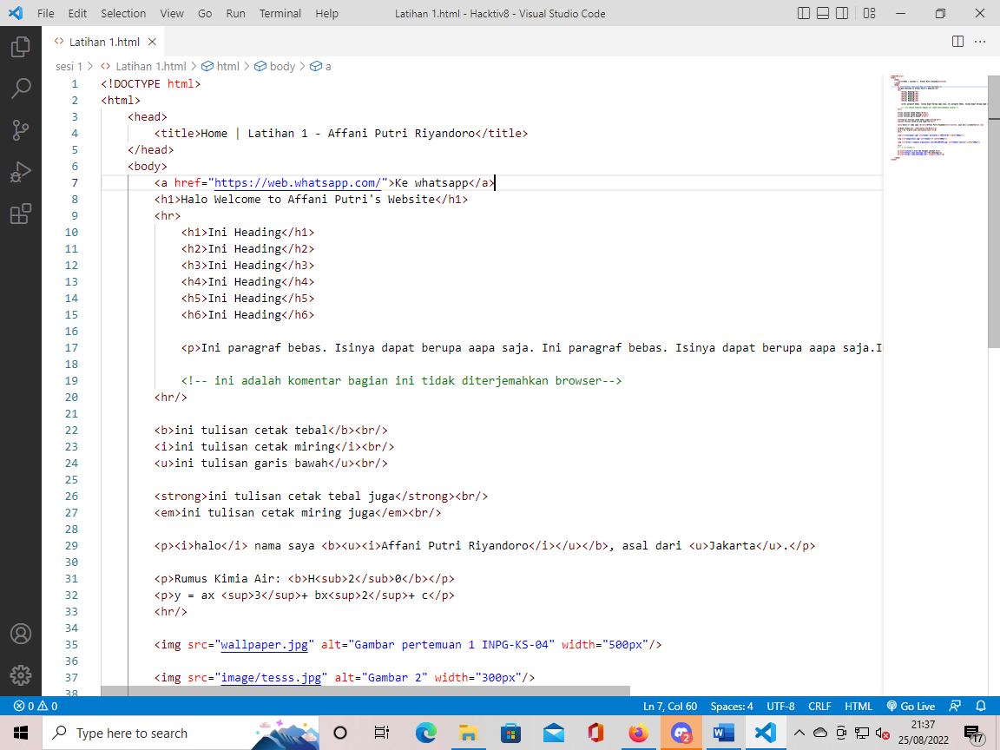 File Edit Selection View Go Run Terminal Help Latihan 1.html - Hacktiv8 - Visual Studio Code
Latihan 1.html
sesi 1 > Latihan 1.html > html > body > a
1 <!DOCTYPE html>
2 <html>
3 <head>
4 <title>Home | Latihan 1 - Affani Putri Riyandoro</title>
5 </head>
6 <body>
7 <a href="https://web.whatsapp.com/">Ke whatsapp</a>
8 <h1>Halo Welcome to Affani Putri's Website</h1>
9 <hr>
10 <h1>Ini Heading</h1>
11 <h2>Ini Heading</h2>
12 <h3>Ini Heading</h3>
13 <h4>Ini Heading</h4>
14 <h5>Ini Heading</h5>
15 <h6>Ini Heading</h6>
16
17 <p>Ini paragraf bebas. Isinya dapat berupa aapa saja. Ini paragraf bebas. Isinya dapat berupa aapa saja.I
18
19 <!-- ini adalah komentar bagian ini tidak diterjemahkan browser-->
20 <hr/>
21
22 <b>ini tulisan cetak tebal</b><br/>
23 <i>ini tulisan cetak miring</i><br/>
24 <u>ini tulisan garis bawah</u><br/>
25
26 <strong>ini tulisan cetak tebal juga</strong><br/>
27 <em>ini tulisan cetak miring juga</em><br/>
28
29 <p><i>halo</i> nama saya <b><u><i>Affani Putri Riyandoro</i></u></b>, asal dari <u>Jakarta</u>.</p>
30
31 <p>Rumus Kimia Air: <b>H<sub>2</sub>0</b></p>
32 <p>y = ax <sup>3</sup>+ bx<sup>2</sup>+ c</p>
33 <hr/>
34
35 <img src="wallpaper.jpg" alt="Gambar pertemuan 1 INPG-KS-04" width="500px"/>
36
37 <img src="image/tesss.jpg" alt="Gambar 2" width="300px"/>
38
0 0 Ln 7, Col 60 Spaces: 4 UTF-8 CRLF HTML Go Live
Type here to search 2 21:37
25/08/2022 17